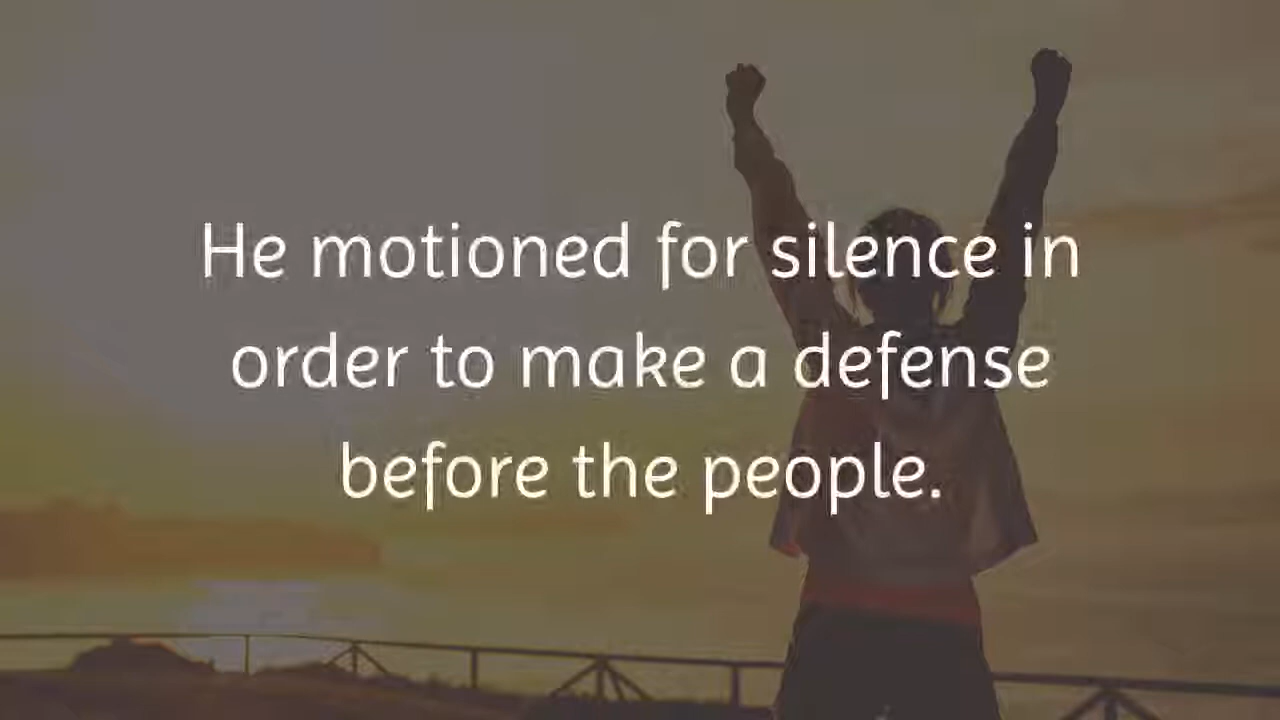 He motioned for silence in
order to make a defense
before the people.